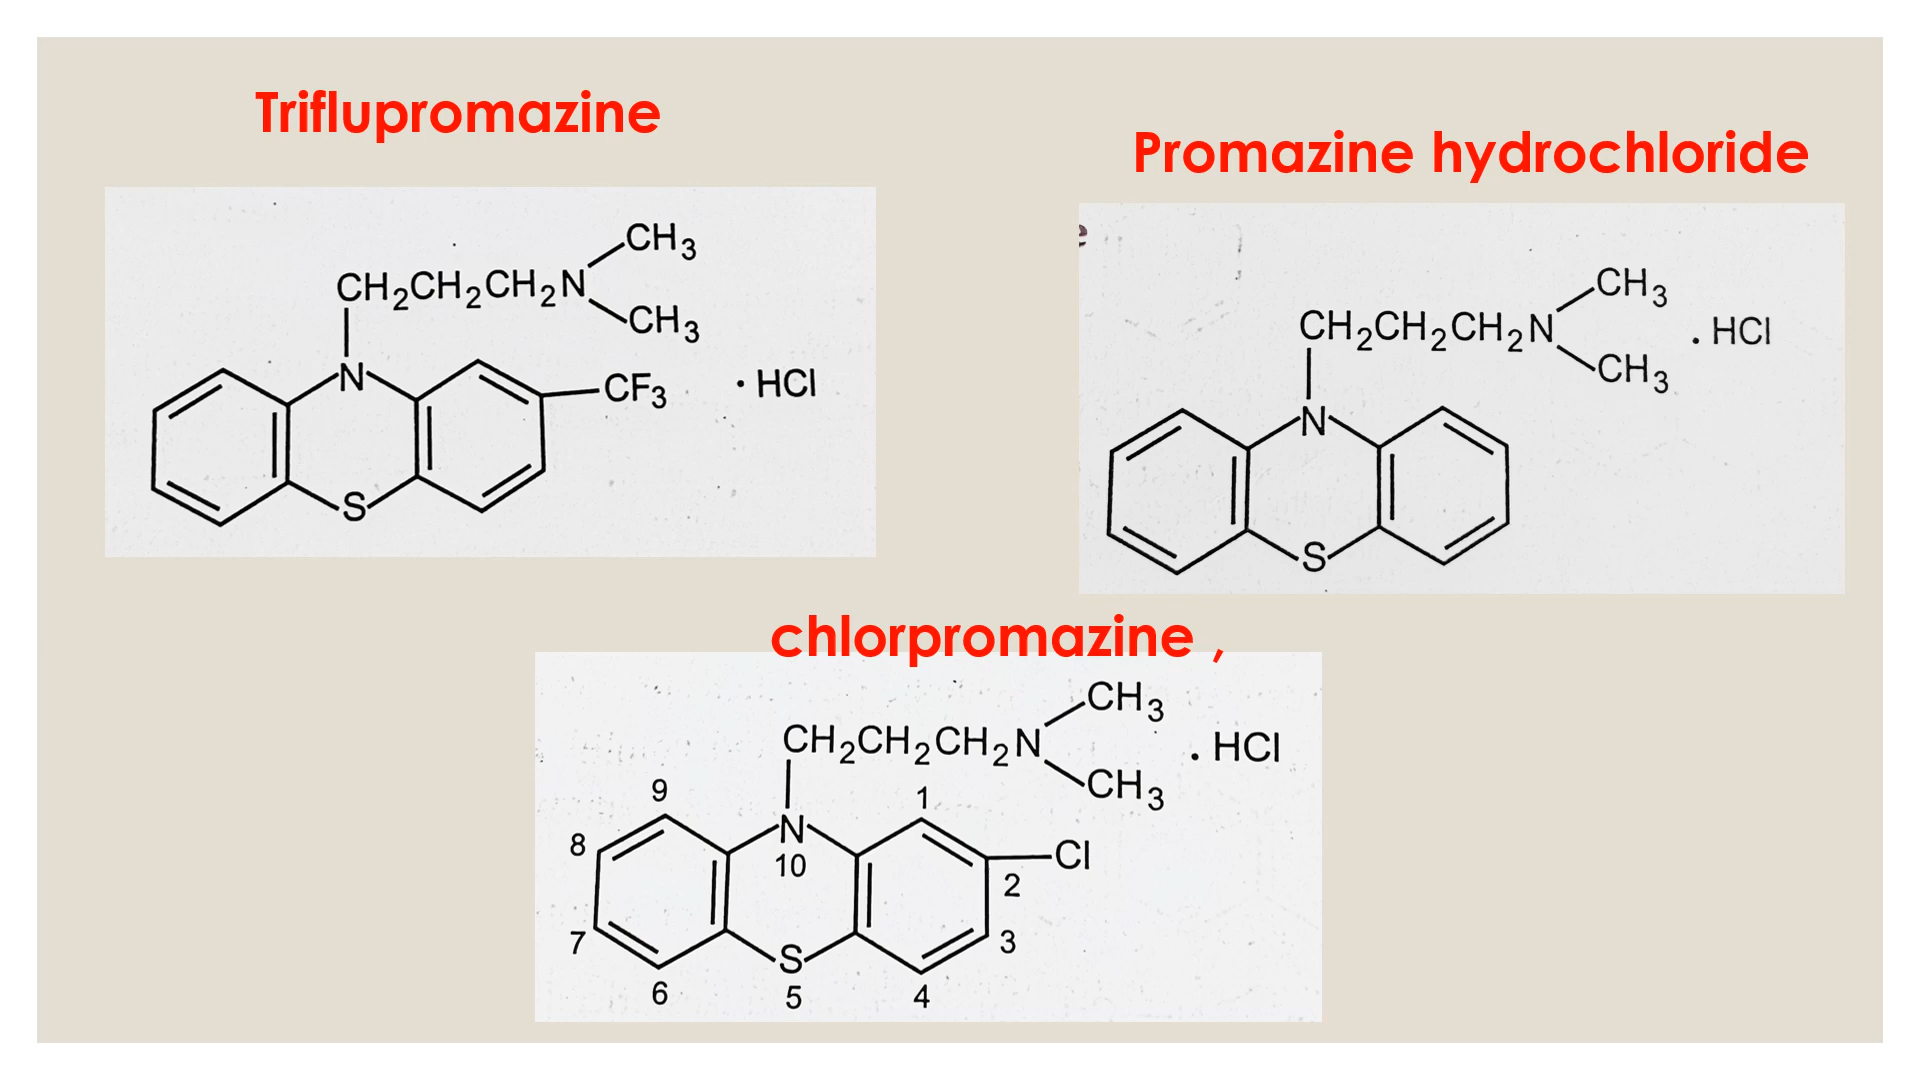 Triflupromazine
CH3
CH2CH2CH2N
CH3
N
CF3
· HCl
S
Promazine hydrochloride
CH3
CH2CH2CH2N
. HCl
CH3
N
S
chlorpromazine ,
CH3
CH2CH2CH2N
. HCl
CH3
9
1
8
N
Cl
10
2
7
3
S
6
5
4